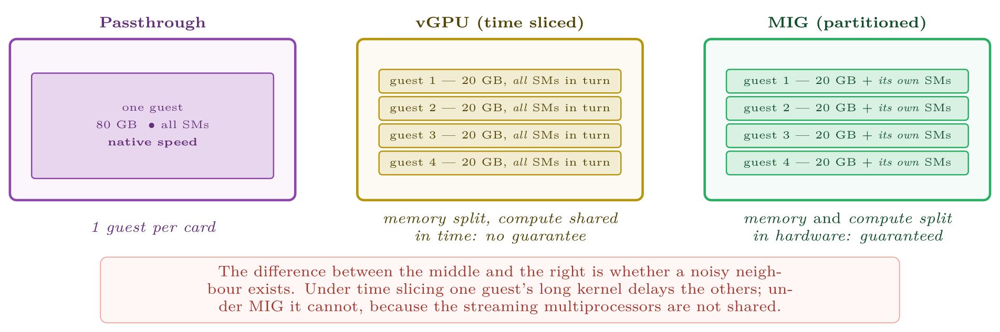 Passthrough
one guest
80 GB • all SMs
native speed
1 guest per card
vGPU (time sliced)
guest 1 — 20 GB, all SMs in turn
guest 2 — 20 GB, all SMs in turn
guest 3 — 20 GB, all SMs in turn
guest 4 — 20 GB, all SMs in turn
memory split, compute shared
in time: no guarantee
MIG (partitioned)
guest 1 — 20 GB + its own SMs
guest 2 — 20 GB + its own SMs
guest 3 — 20 GB + its own SMs
guest 4 — 20 GB + its own SMs
memory and compute split
in hardware: guaranteed
The difference between the middle and the right is whether a noisy neigh-
bour exists. Under time slicing one guest's long kernel delays the others; un-
der MIG it cannot, because the streaming multiprocessors are not shared.